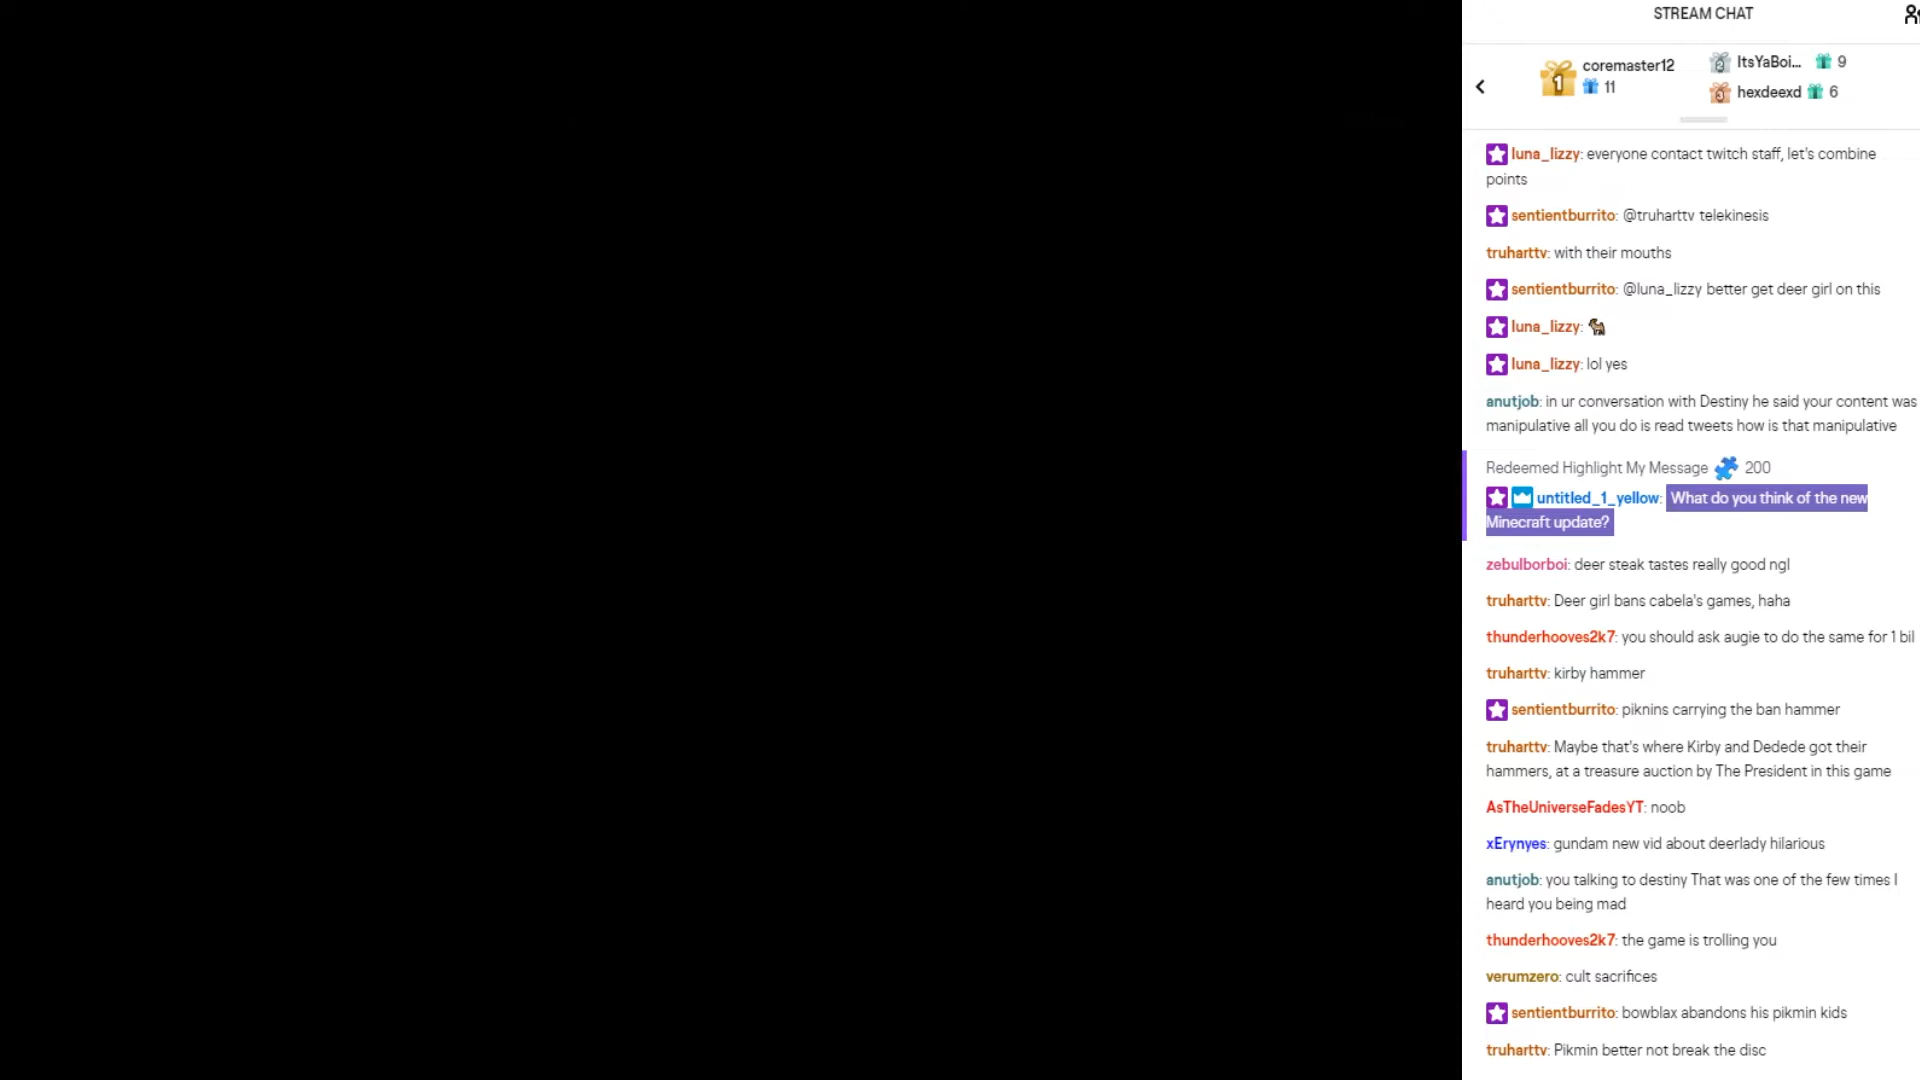 STREAM CHAT
coremaster12
11
ItsYaBoi... 9
hexdeexd 6
luna_lizzy: everyone contact twitch staff, let's combine
points
sentientburrito: @truharttv telekinesis
truharttv: with their mouths
sentientburrito: @luna_lizzy better get deer girl on this
luna_lizzy:
luna_lizzy: lol yes
anutjob: in ur conversation with Destiny he said your content was
manipulative all you do is read tweets how is that manipulative
Redeemed Highlight My Message 200
untitled_1_yellow: What do you think of the new
Minecraft update?
zebulborboi: deer steak tastes really good ngl
truharttv: Deer girl bans cabela's games, haha
thunderhooves2k7: you should ask augie to do the same for 1 bil
truharttv: kirby hammer
sentientburrito: piknins carrying the ban hammer
truharttv: Maybe that's where Kirby and Dedede got their
hammers, at a treasure auction by The President in this game
AsTheUniverseFadesYT: noob
xErynyes: gundam new vid about deerlady hilarious
anutjob: you talking to destiny That was one of the few times I
heard you being mad
thunderhooves2k7: the game is trolling you
verumzero: cult sacrifices
sentientburrito: bowblax abandons his pikmin kids
truharttv: Pikmin better not break the disc